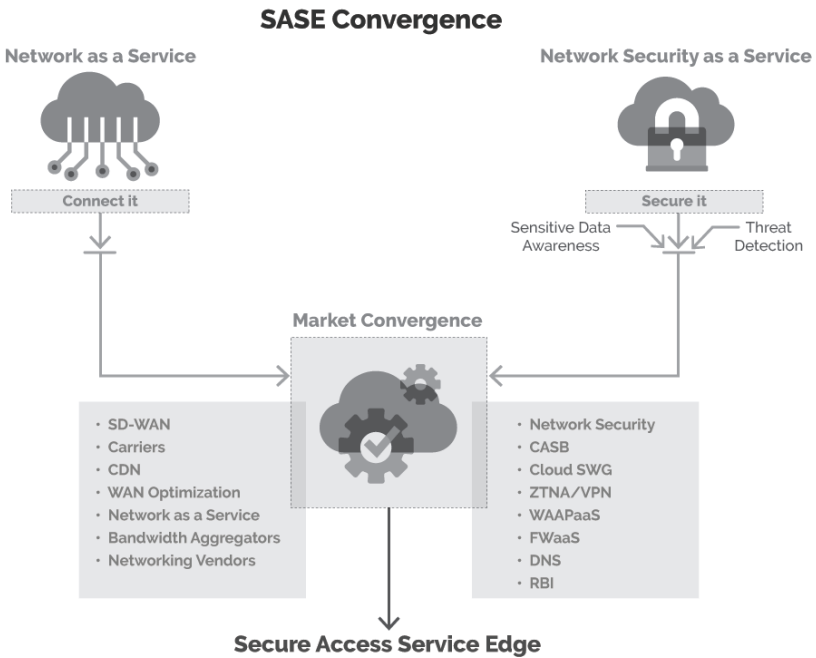 SASE Convergence
Network as a Service
Connect it
Network Security as a Service
Secure it
Sensitive Data
Awareness
Threat
Detection
Market Convergence
• SD-WAN
• Carriers
• CDN
• WAN Optimization
• Network as a Service
• Bandwidth Aggregators
• Networking Vendors
• Network Security
• CASB
• Cloud SWG
• ZTNA/VPN
• WAAPaaS
• FWaaS
• DNS
• RBI
Secure Access Service Edge